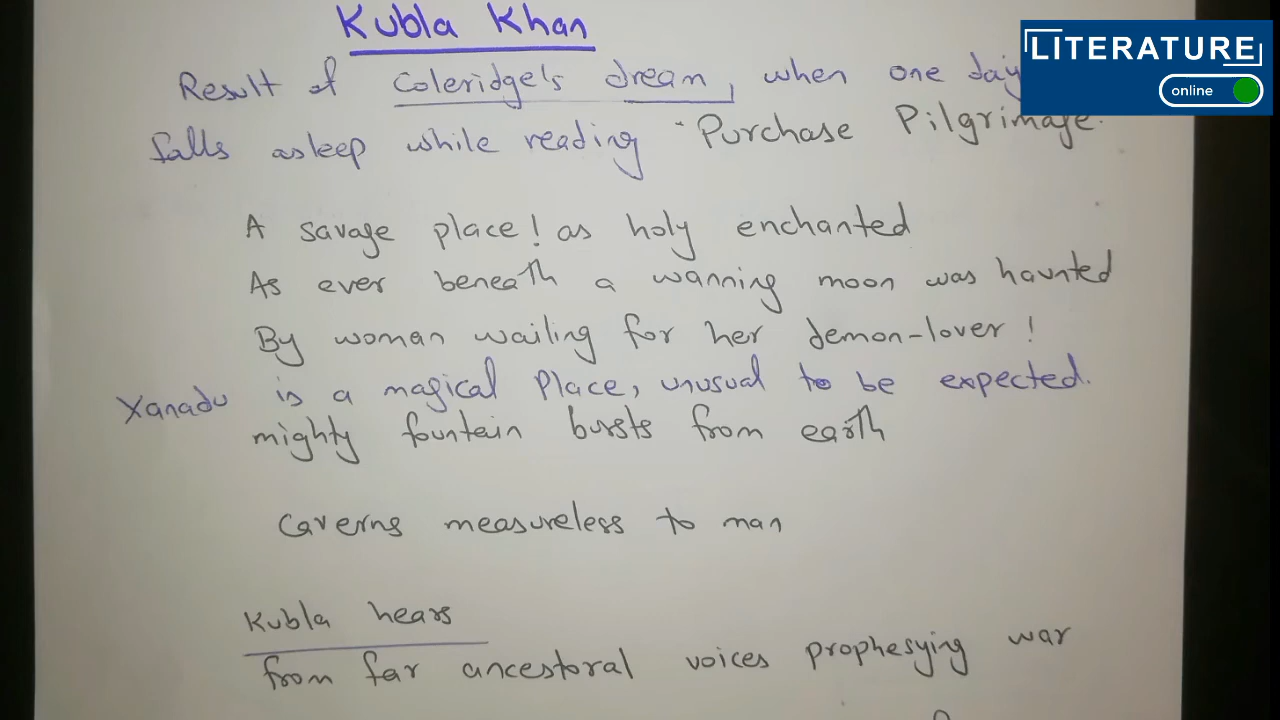 Kubla Khan
LITERATURE
online
Result of Coleridge's dream, when one day
falls asleep while reading "Purchase Pilgrimage.
A savage place! as holy enchanted
As ever beneath a wanning moon was haunted
By woman wailing for her demon-lover!
Xanadu is a magical Place, unusual to be expected.
mighty fountain bursts from earth
Caverns measureless to man
Kubla hears
from far ancestoral voices prophesying war